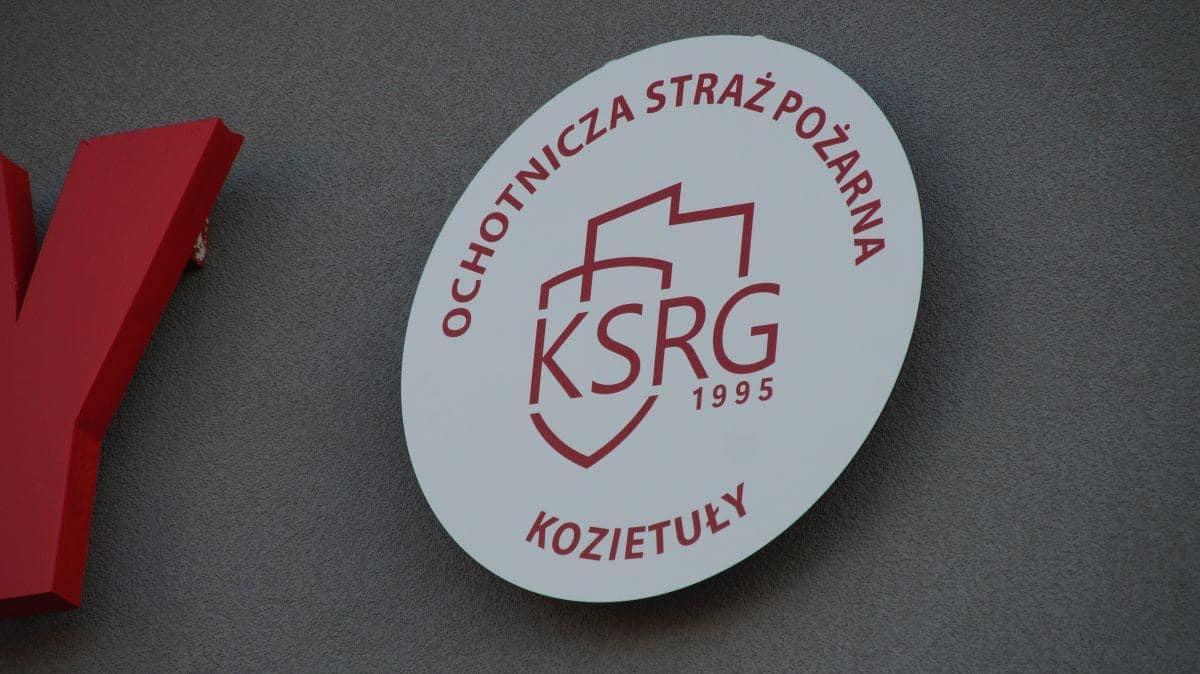 Y
OCHOTNICZA STRAŻ POŻARNA
KSRG
1995
KOZIETUŁY